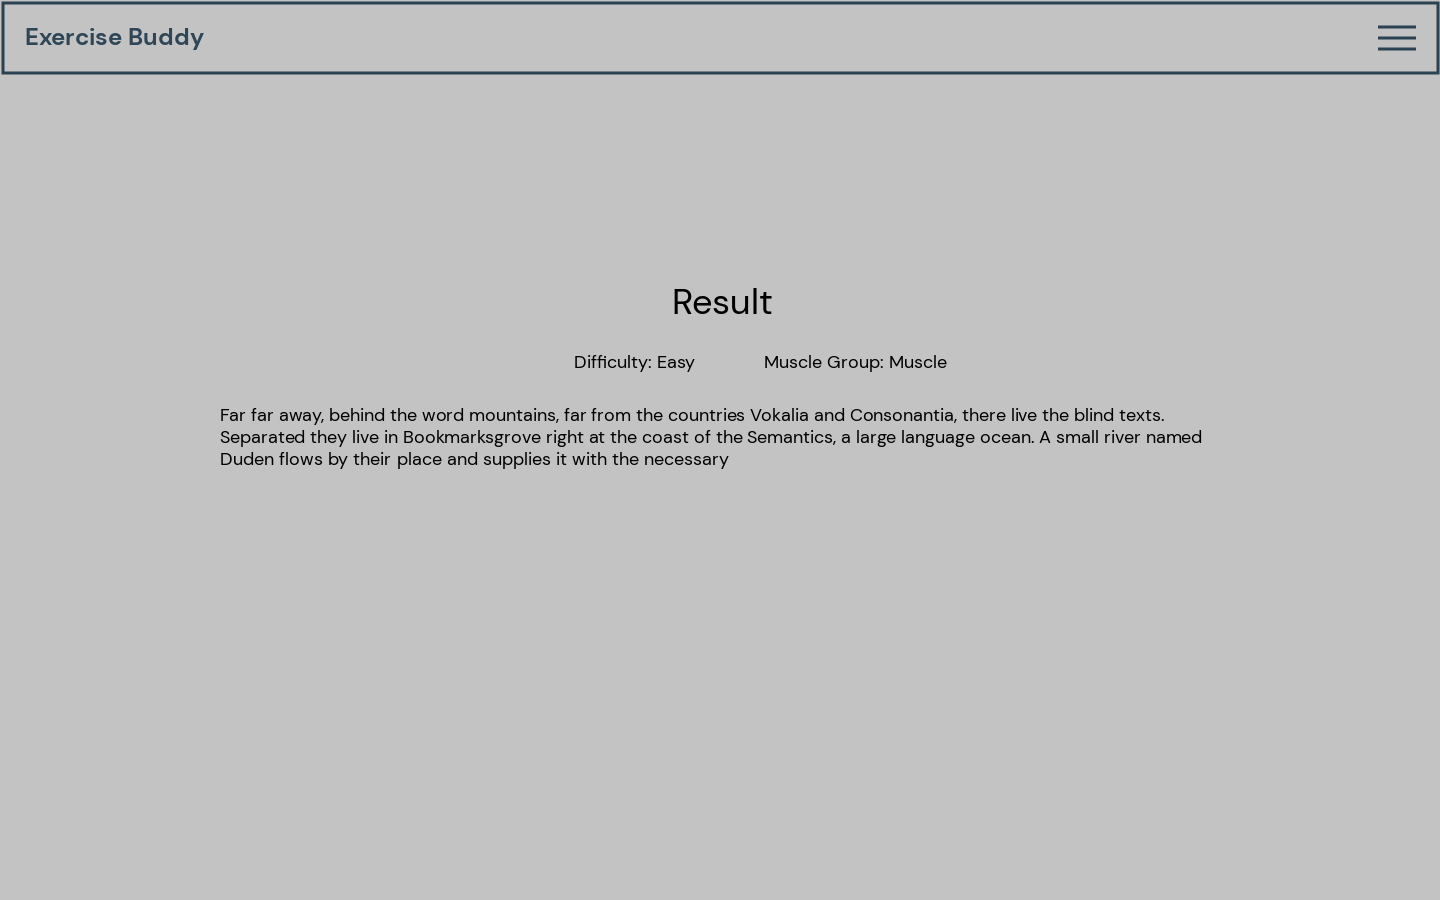 Exercise Buddy
Result
Difficulty: Easy
Muscle Group: Muscle
Far far away, behind the word mountains, far from the countries Vokalia and Consonantia, there live the blind texts.
Separated they live in Bookmarksgrove right at the coast of the Semantics, a large language ocean. A small river named
Duden flows by their place and supplies it with the necessary